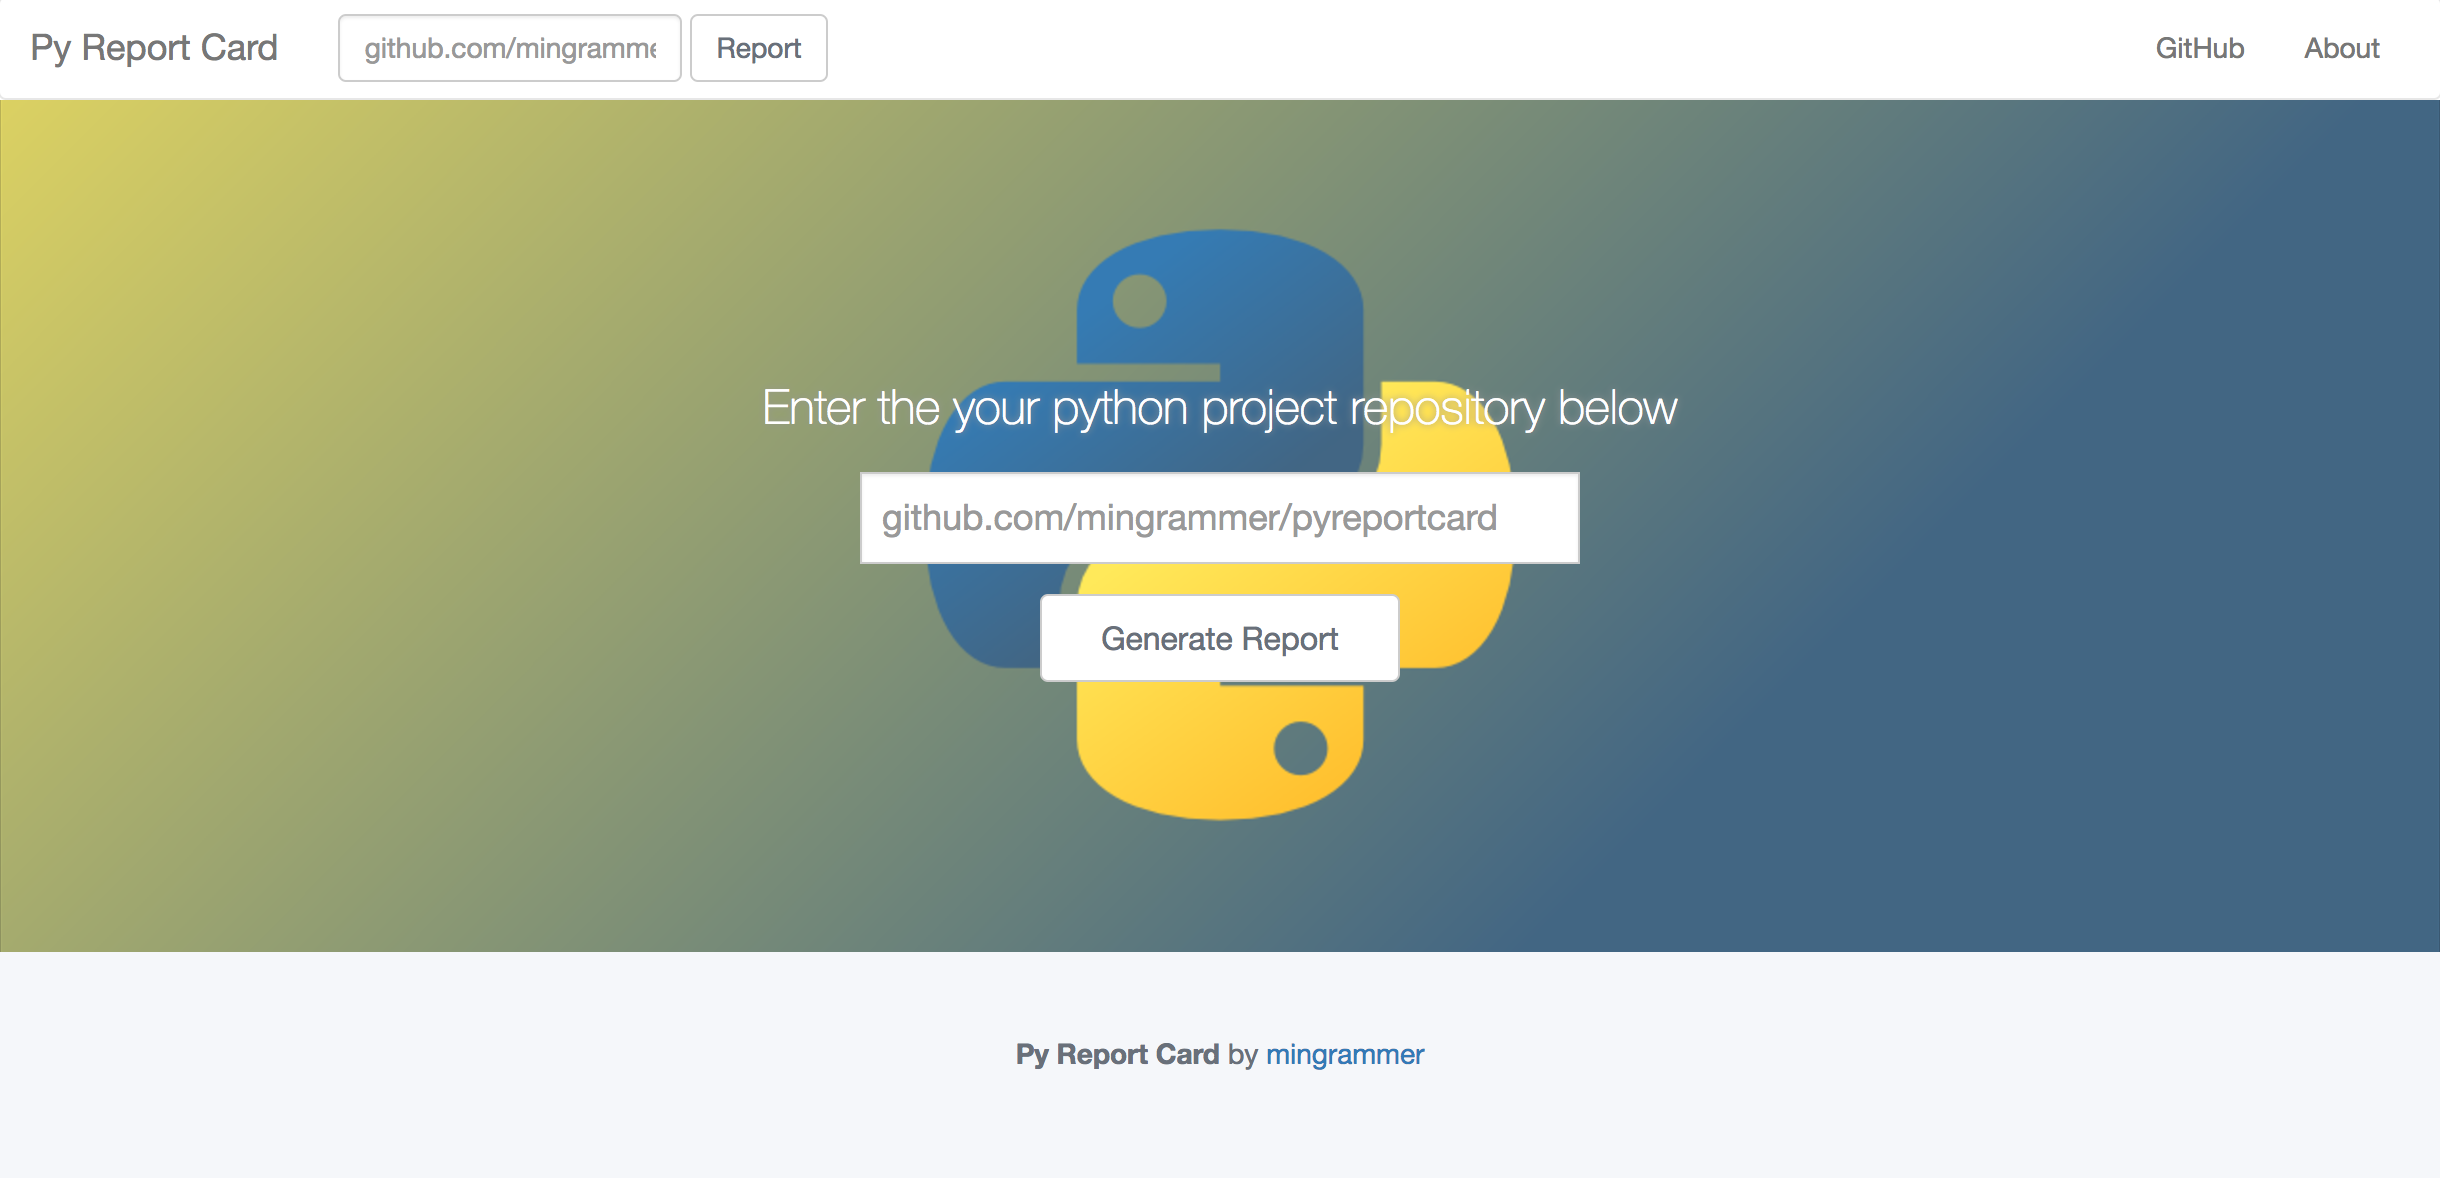 Py Report Card github.com/mingramme Report GitHub About
Enter the your python project repository below
github.com/mingrammer/pyreportcard
Generate Report
Py Report Card by mingrammer